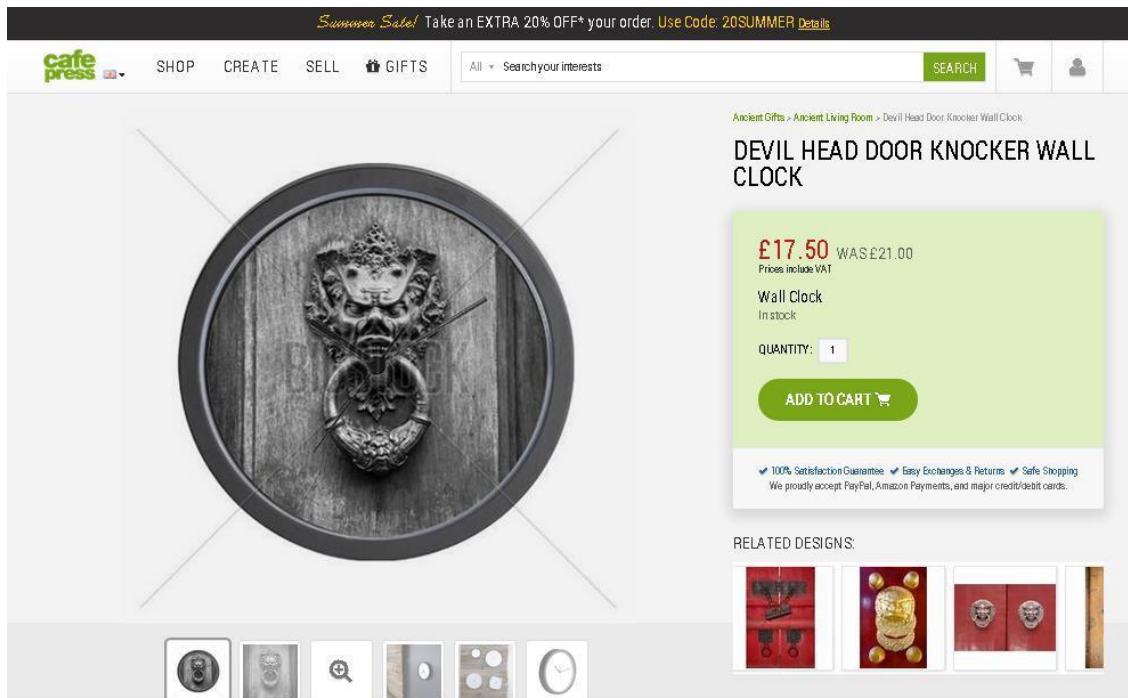 Summer Sale! Take an EXTRA 20% OFF* your order. Use Code: 20SUMMER Details
cafe press SHOP CREATE SELL GIFTS All Search your interests SEARCH
Ancient Gifts > Ancient Living Room > Devil Head Door Knocker Wall Clock
DEVIL HEAD DOOR KNOCKER WALL
CLOCK
£17.50 WAS £21.00
Prices include VAT
Wall Clock
In stock
QUANTITY: 1
ADD TO CART
100% Satisfaction Guarantee Easy Exchanges & Returns Safe Shopping
We proudly accept PayPal, Amazon Payments, and major credit/debit cards.
RELATED DESIGNS: